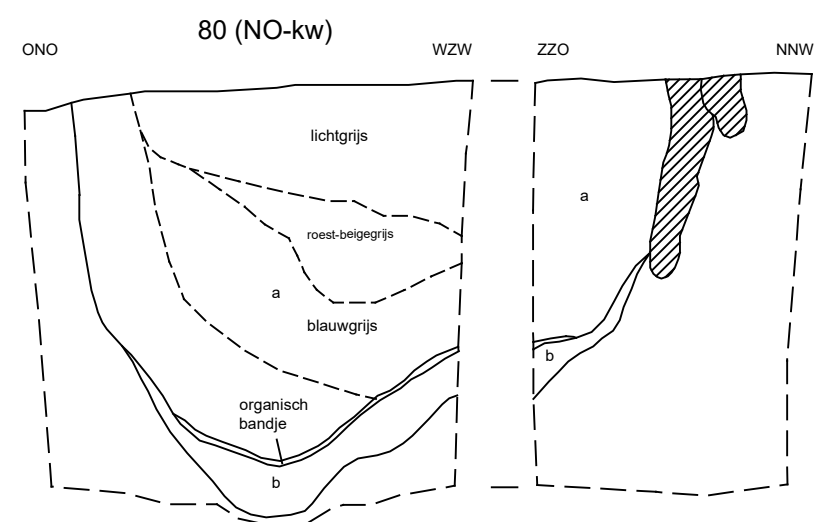 80 (NO-kw)
ONO
WZW
ZZO
NNW
lichtgrijs
a
roest-beigegrijs
a
blauwgrijs
b
organisch
bandje
b